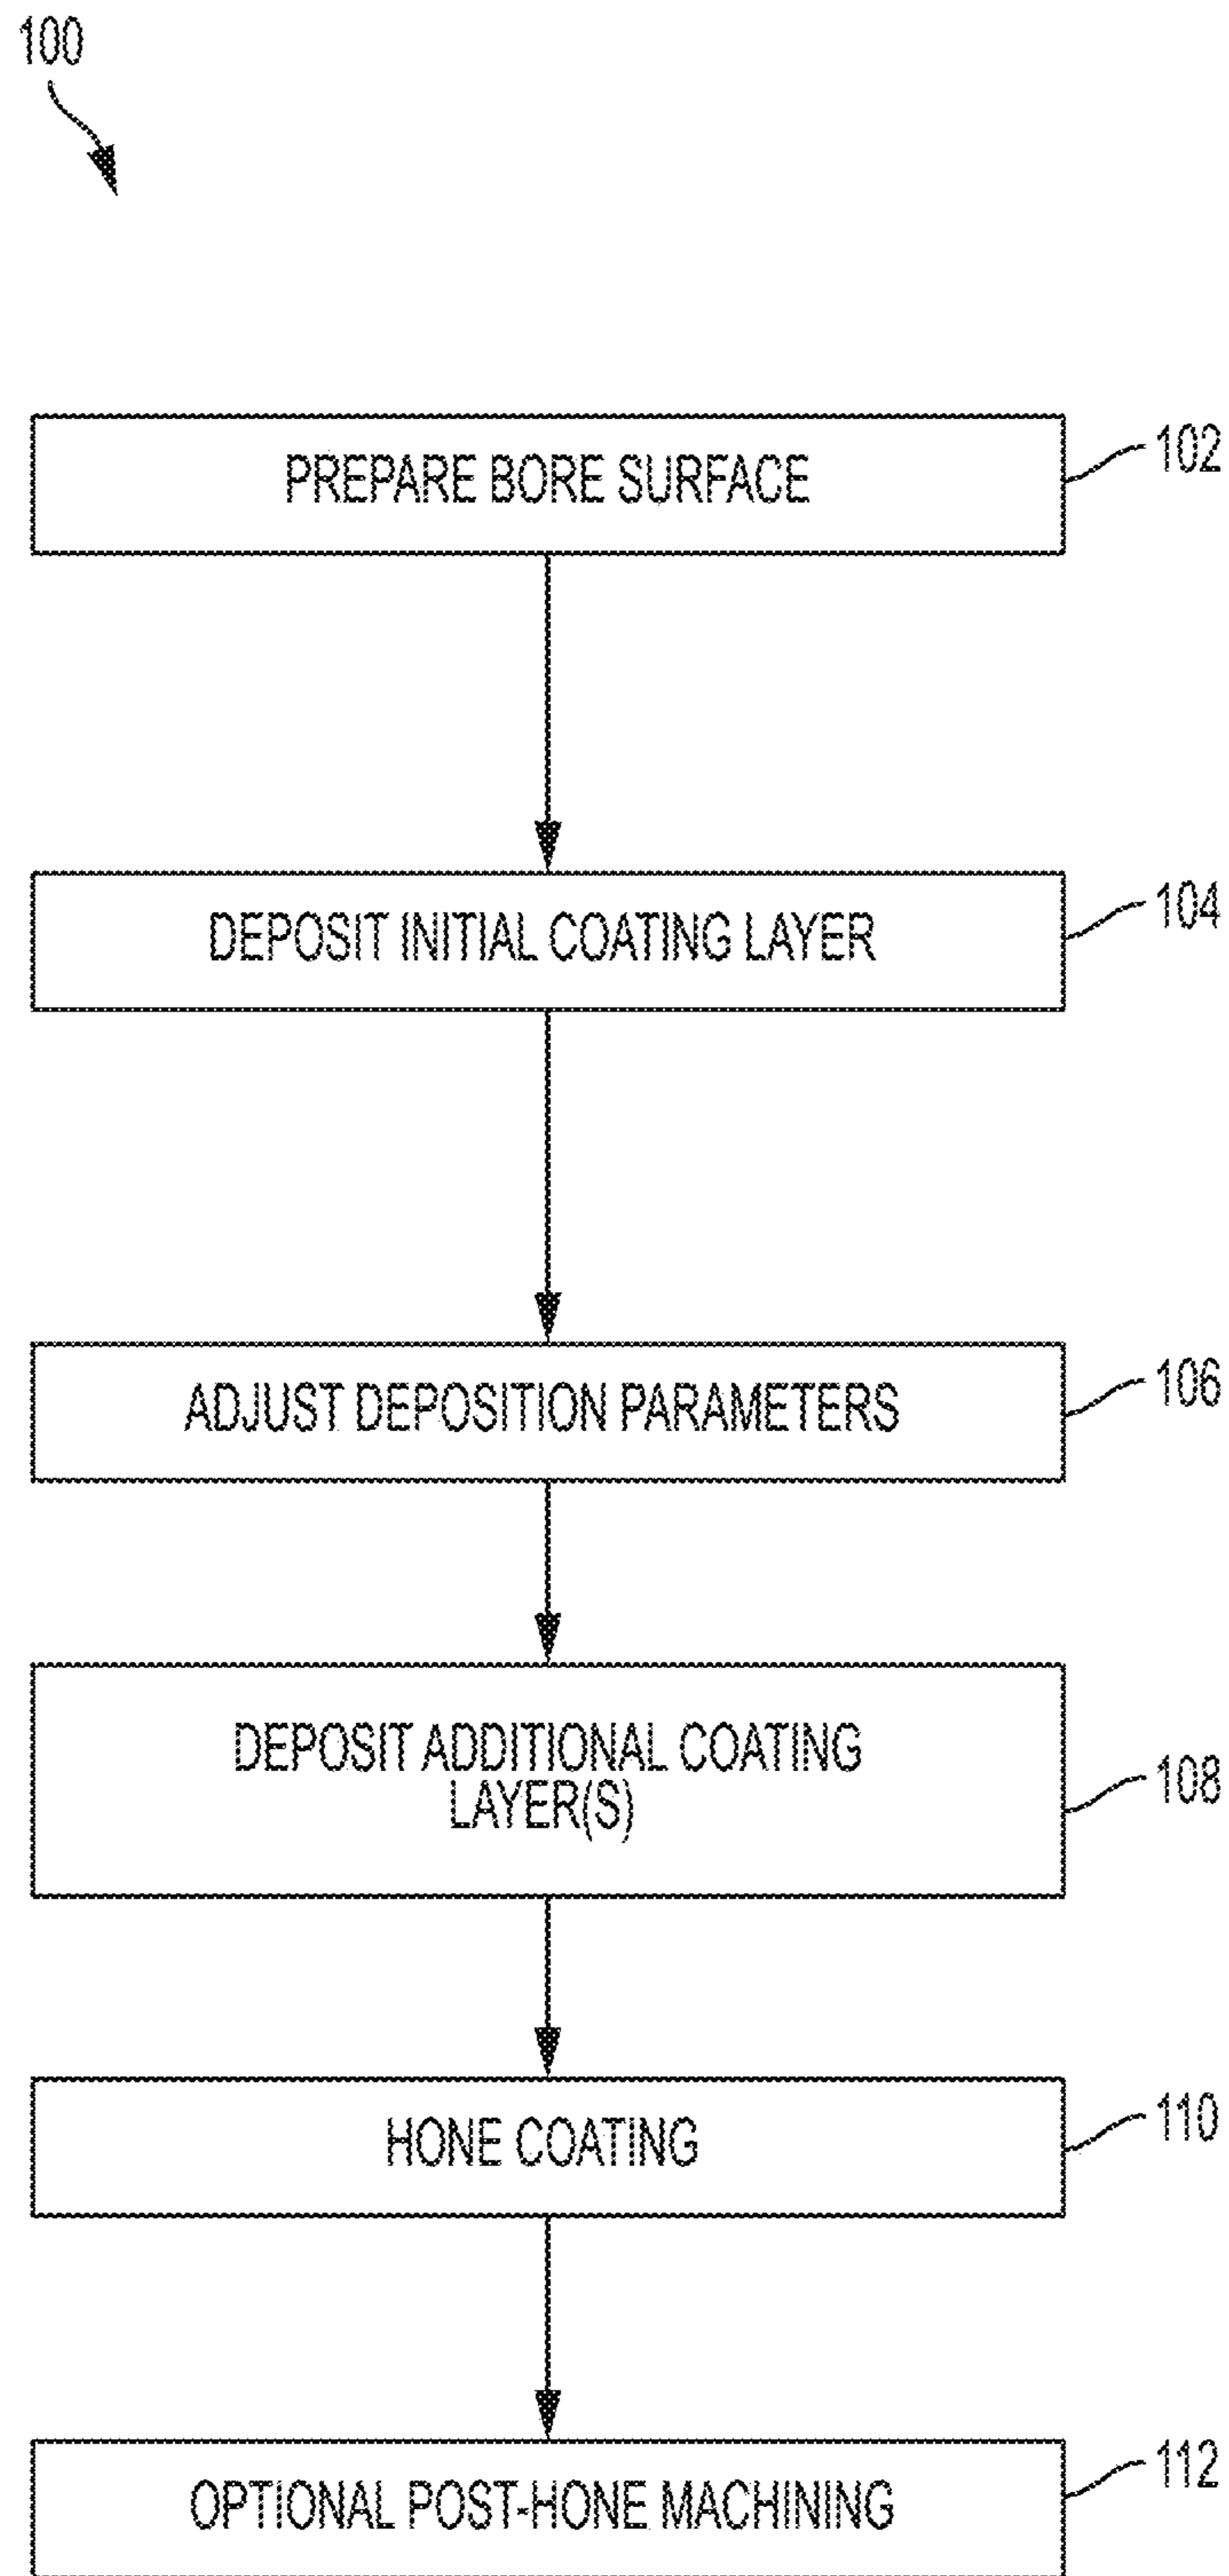 100
PREPARE BORE SURFACE
102
DEPOSIT INITIAL COATING LAYER
104
ADJUST DEPOSITION PARAMETERS
106
DEPOSIT ADDITIONAL COATING
LAYER(S)
108
HONE COATING
110
OPTIONAL POST-HONE MACHINING
112